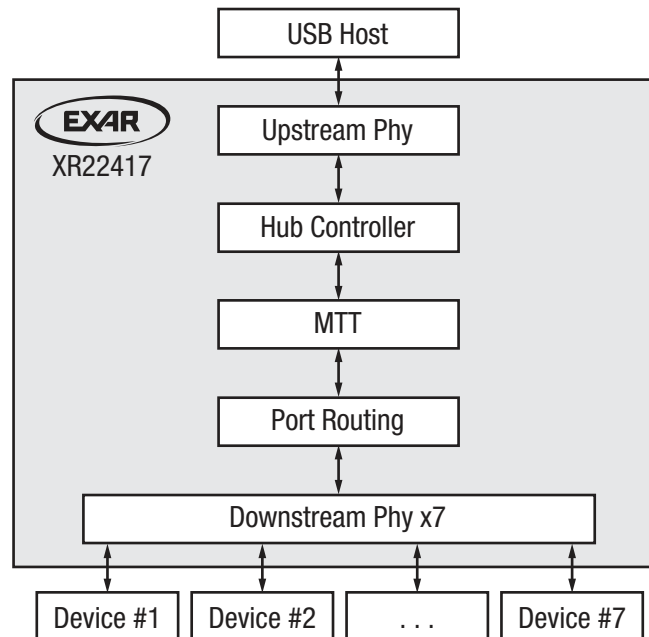 USB Host
EXAR
XR22417
Upstream Phy
Hub Controller
MTT
Port Routing
Downstream Phy x7
Device #1
Device #2
. . .
Device #7